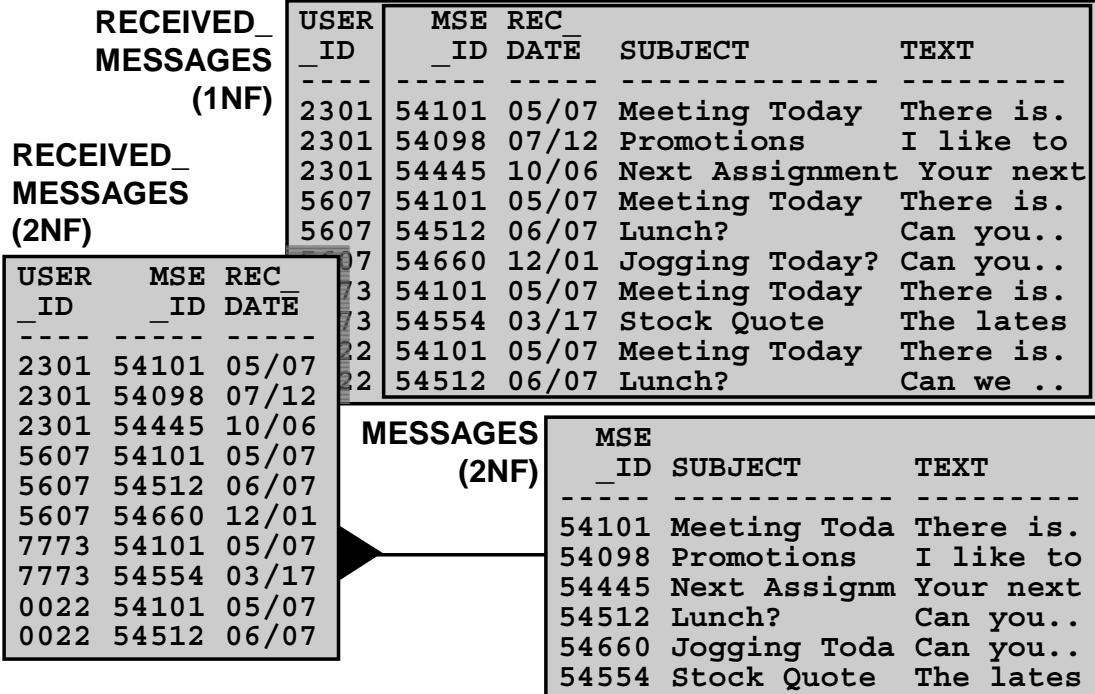 RECEIVED_
MESSAGES
(1NF)
USER MSE REC_
_ID _ID DATE SUBJECT TEXT
---- ----- ----- -------------- ---------
2301 54101 05/07 Meeting Today There is.
2301 54098 07/12 Promotions I like to
2301 54445 10/06 Next Assignment Your next
5607 54101 05/07 Meeting Today There is.
5607 54512 06/07 Lunch? Can you..
5607 54660 12/01 Jogging Today? Can you..
73 54101 05/07 Meeting Today There is.
73 54554 03/17 Stock Quote The lates
22 54101 05/07 Meeting Today There is.
22 54512 06/07 Lunch? Can we ..
RECEIVED_
MESSAGES
(2NF)
USER MSE REC_
_ID _ID DATE
---- ----- -----
2301 54101 05/07
2301 54098 07/12
2301 54445 10/06
5607 54101 05/07
5607 54512 06/07
5607 54660 12/01
7773 54101 05/07
7773 54554 03/17
0022 54101 05/07
0022 54512 06/07
MESSAGES
(2NF)
MSE
_ID SUBJECT TEXT
----- ------------ ---------
54101 Meeting Toda There is.
54098 Promotions I like to
54445 Next Assignm Your next
54512 Lunch? Can you..
54660 Jogging Toda Can you..
54554 Stock Quote The lates